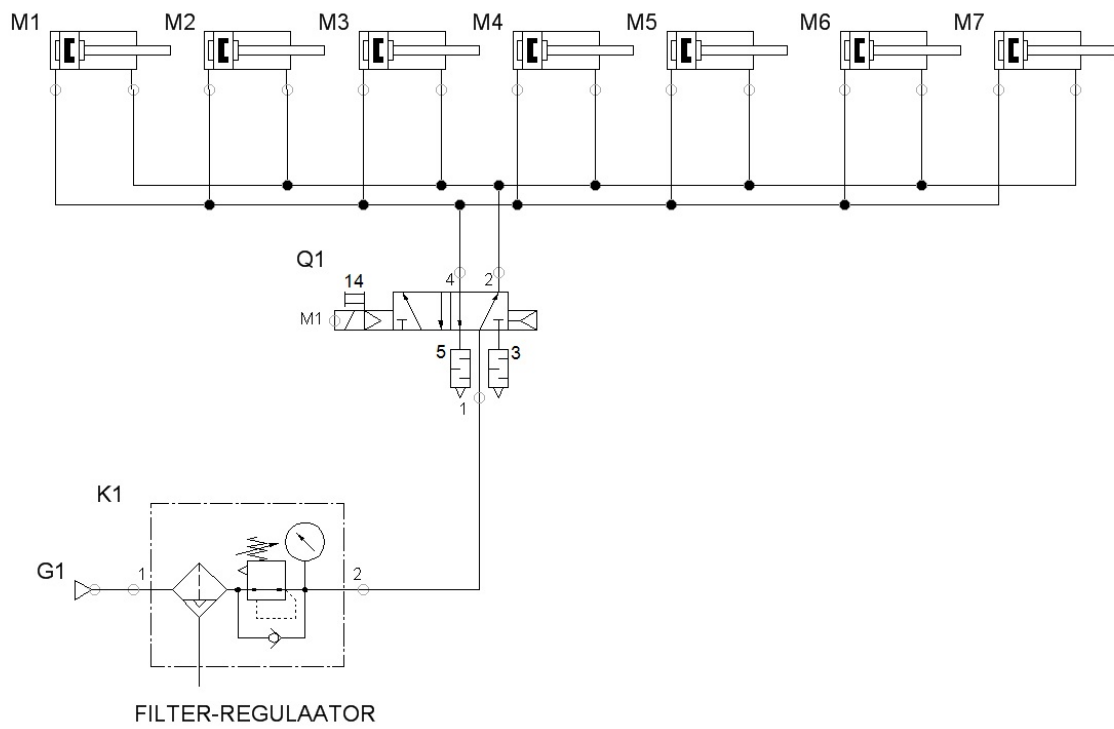 M1 M2 M3 M4 M5 M6 M7
Q1
14 4 2
M1
5 3
1
K1
G1 1 2
FILTER-REGULAATOR